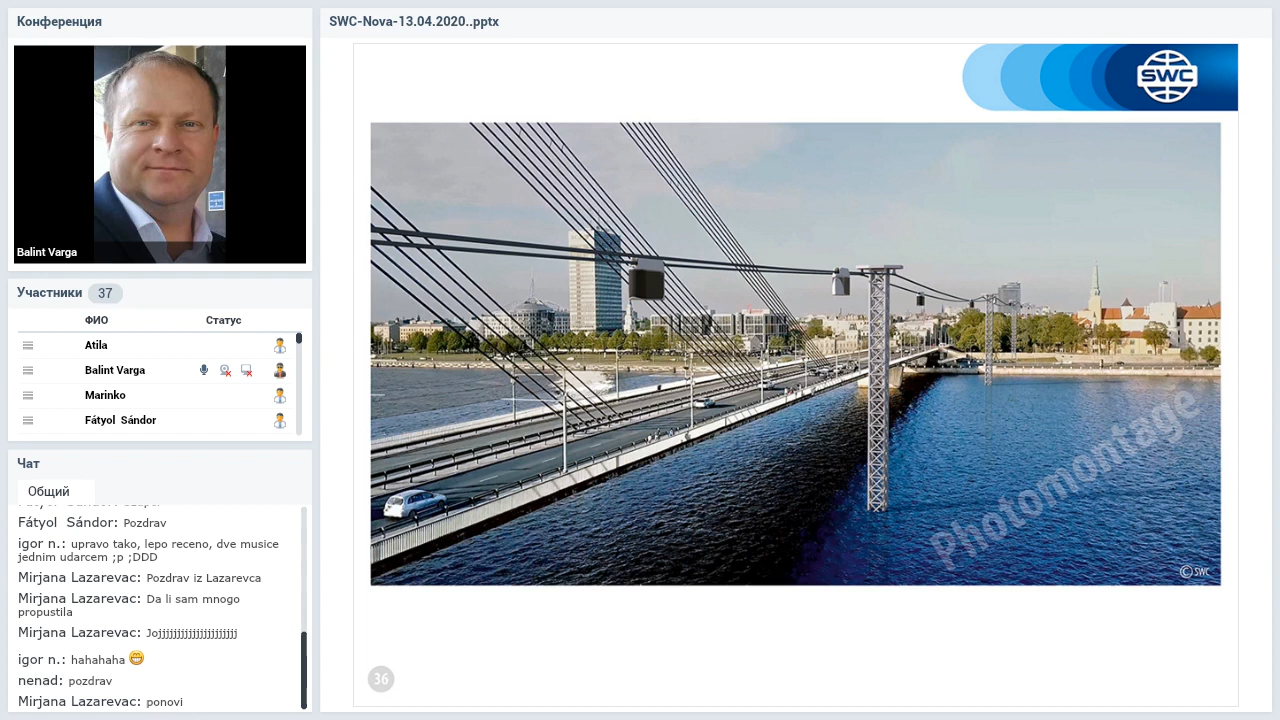 Конференция
Balint Varga
Участники 37
ФИО Статус
Atila
Balint Varga
Marinko
Fátyol Sándor
Чат
Общий
Fátyol Sándor: Pozdrav
igor n.: upravo tako, lepo receno, dve musice
jednim udarcem ;p ;DDD
Mirjana Lazarevac: Pozdrav iz Lazarevca
Mirjana Lazarevac: Da li sam mnogo
propustila
igor n.: hahahaha
nenad: pozdrav
Mirjana Lazarevac: ponovi
SWC-Nova-13.04.2020..pptx
SWC
Photomontage
© SWC
36